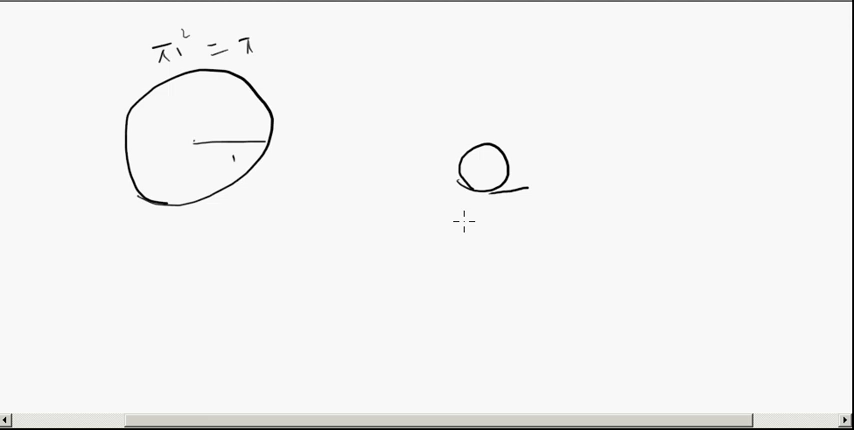 π1² = π
1